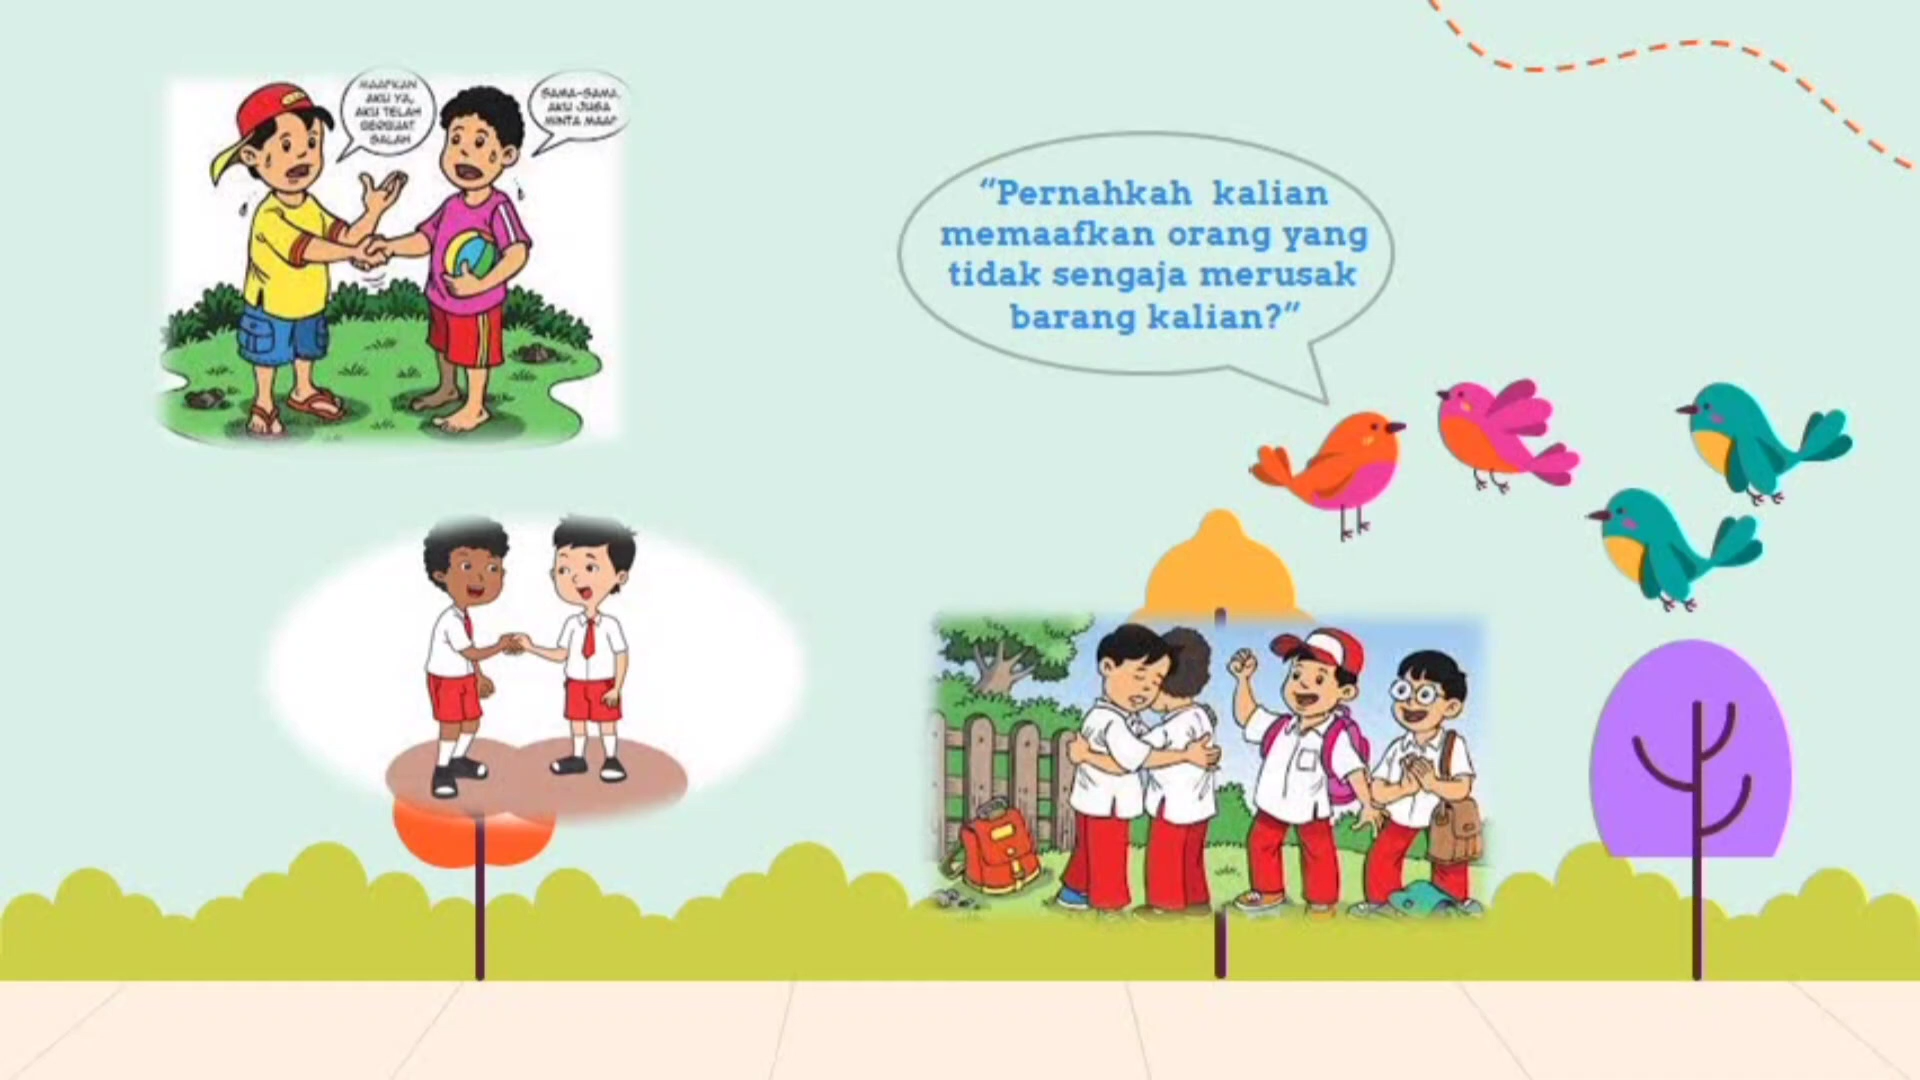 MAAFKAN
AKU YA,
AKU TELAH
BERBUAT
SALAH
SAMA-SAMA,
AKU JUGA
MINTA MAAF
“Pernahkah kalian
memaafkan orang yang
tidak sengaja merusak
barang kalian?”